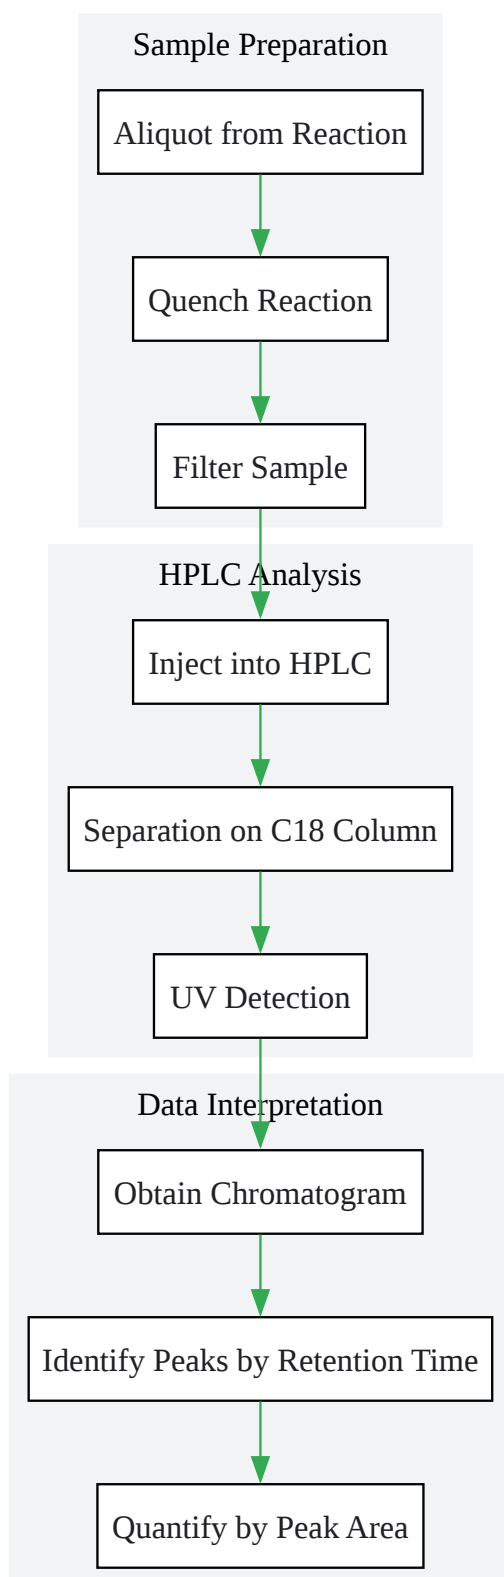 Sample Preparation
Aliquot from Reaction
Quench Reaction
Filter Sample
HPLC Analysis
Inject into HPLC
Separation on C18 Column
UV Detection
Data Interpretation
Obtain Chromatogram
Identify Peaks by Retention Time
Quantify by Peak Area